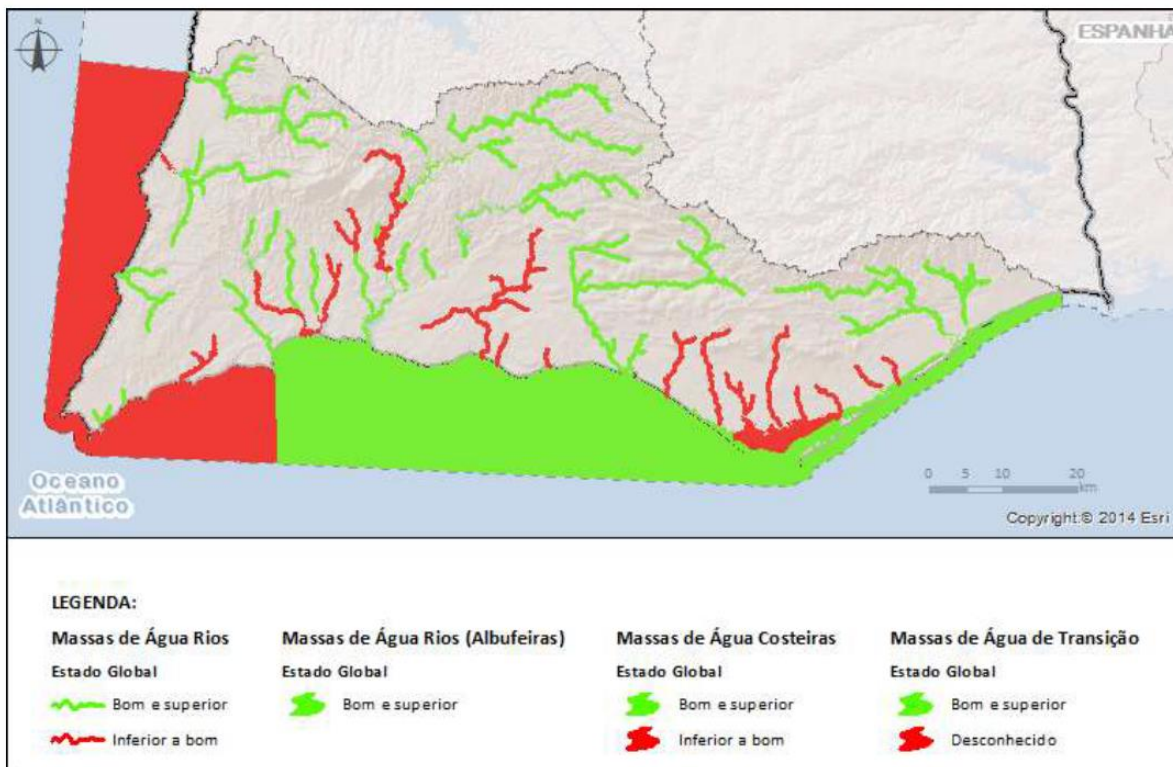 N
ESPANHA
Oceano
Atlântico
0 5 10 20
km
Copyright:© 2014 Esri
LEGENDA:
Massas de Água Rios
Estado Global
Bom e superior
Inferior a bom
Massas de Água Rios (Albufeiras)
Estado Global
Bom e superior
Massas de Água Costeiras
Estado Global
Bom e superior
Inferior a bom
Massas de Água de Transição
Estado Global
Bom e superior
Desconhecido